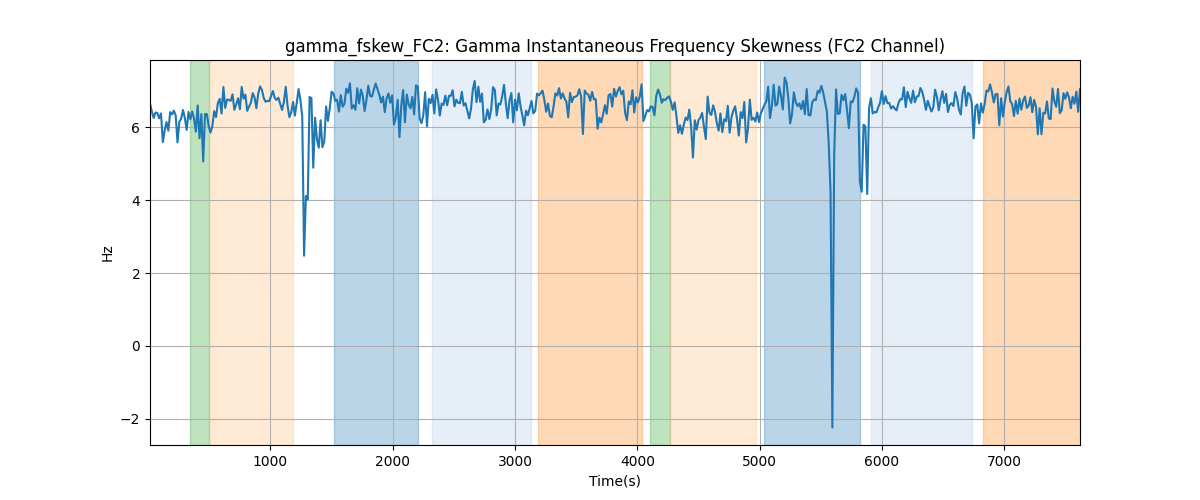 gamma_fskew_FC2: Gamma Instantaneous Frequency Skewness (FC2 Channel)
6
4
2
0
−2
Hz
1000 2000 3000 4000 5000 6000 7000
Time(s)